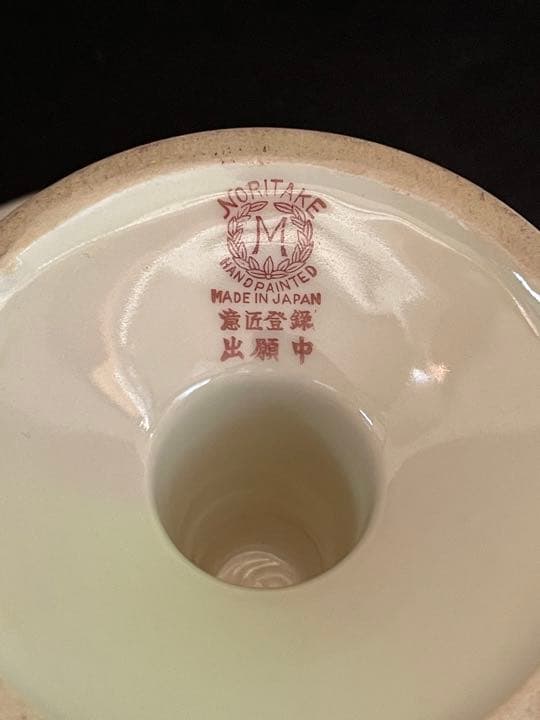 NORITAKE
M
HANDPAINTED
MADE IN JAPAN
意匠登録
出願中